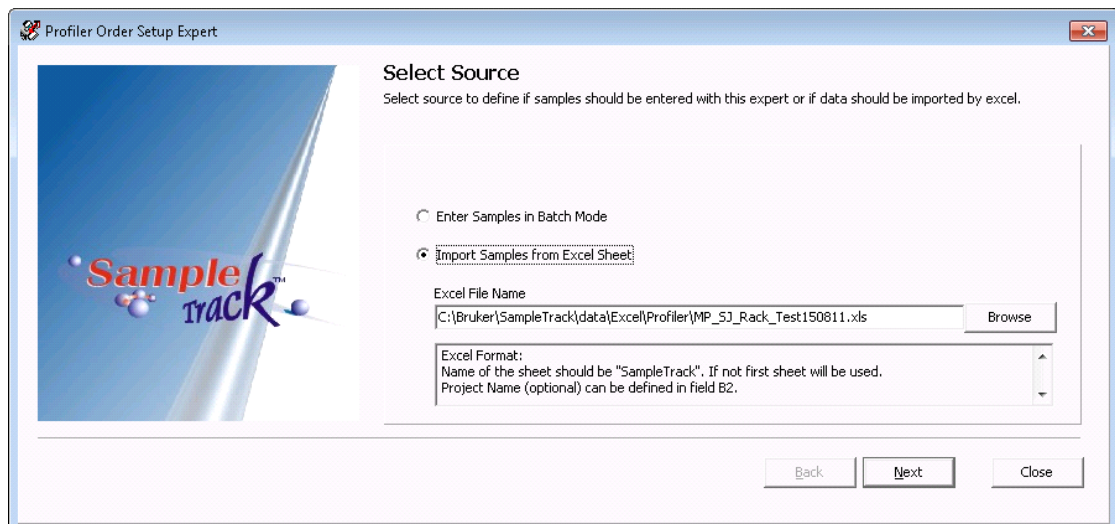 Profiler Order Setup Expert
Select Source
Select source to define if samples should be entered with this expert or if data should be imported by excel.
Sample
Track™
Enter Samples in Batch Mode
Import Samples from Excel Sheet
Excel File Name
C:\Bruker\SampleTrack\data\Excel\Profiler\MP_SJ_Rack_Test150811.xls
Browse
Excel Format:
Name of the sheet should be "SampleTrack". If not first sheet will be used.
Project Name (optional) can be defined in field B2.
Back
Next
Close